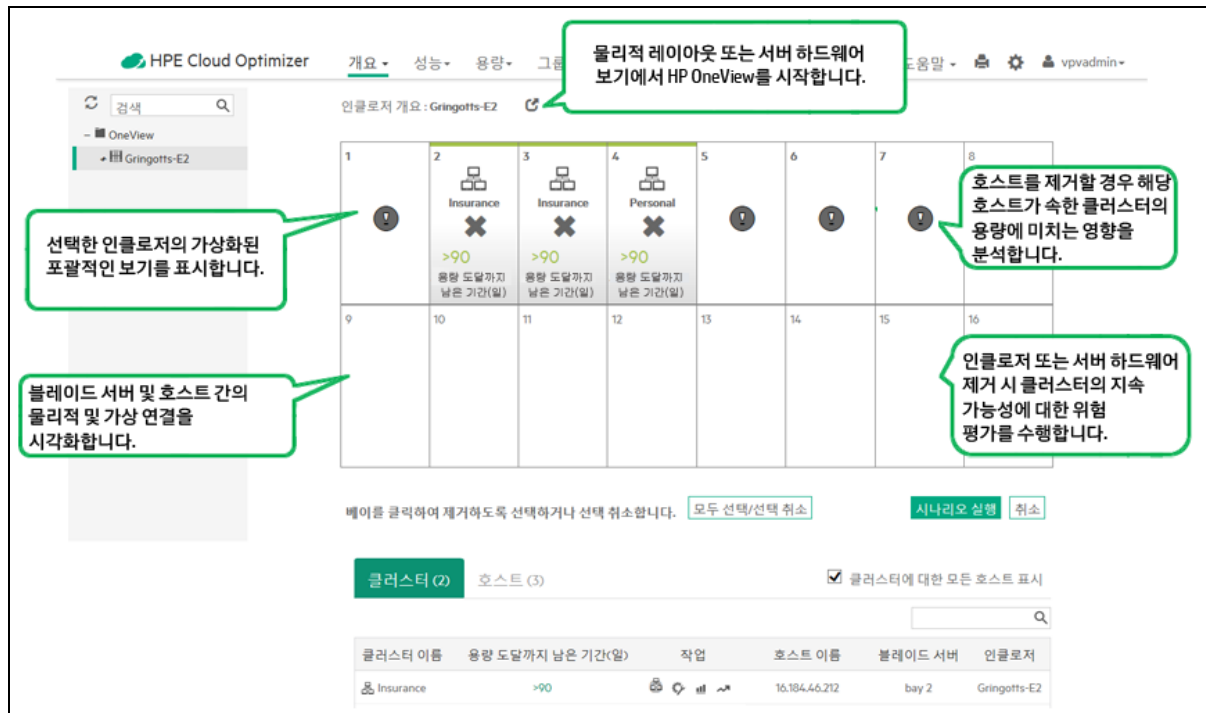 HPE Cloud Optimizer
개요 성능 용량 그룹 도움말 vpvadmin
물리적 레이아웃 또는 서버 하드웨어
보기에서 HP OneView를 시작합니다.
검색
인클로저 개요 : Gringotts-E2
OneView
Gringotts-E2
1 2 3 4 5 6 7 8
Insurance Insurance Personal
>90 >90 >90
용량 도달까지 용량 도달까지 용량 도달까지
남은 기간(일) 남은 기간(일) 남은 기간(일)
선택한 인클로저의 가상화된
포괄적인 보기를 표시합니다.
호스트를 제거할 경우 해당
호스트가 속한 클러스터의
용량에 미치는 영향을
분석합니다.
9 10 11 12 13 14 15 16
블레이드 서버 및 호스트 간의
물리적 및 가상 연결을
시각화합니다.
인클로저 또는 서버 하드웨어
제거 시 클러스터의 지속
가능성에 대한 위험
평가를 수행합니다.
베이를 클릭하여 제거하도록 선택하거나 선택 취소합니다. 모두 선택/선택 취소 시나리오 실행 취소
클러스터 (2) 호스트 (3) 클러스터에 대한 모든 호스트 표시
클러스터 이름 용량 도달까지 남은 기간(일) 작업 호스트 이름 블레이드 서버 인클로저
Insurance >90 16.184.46.212 bay 2 Gringotts-E2